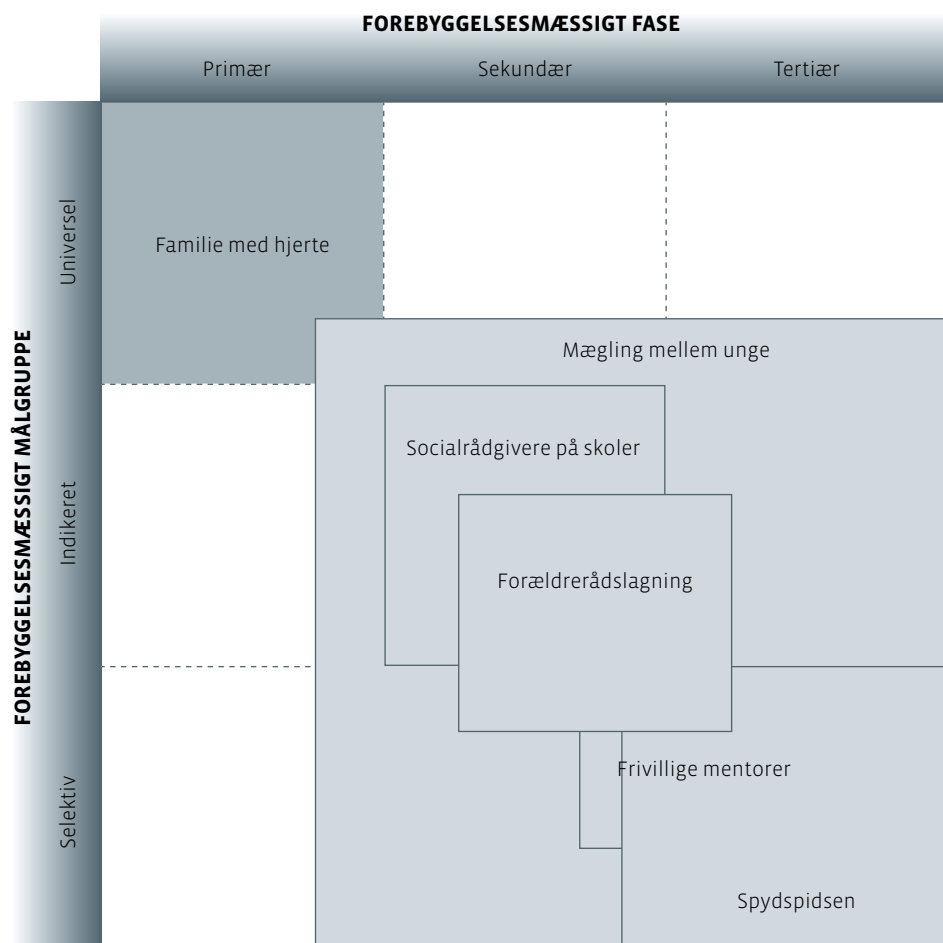 FOREBYGGELSESMÆSSIGT FASE
Primær
Sekundær
Tertiær
FOREBYGGELSESMÆSSIGT MÅLGRUPPE
Universel
Indikeret
Selektiv
Familie med hjerte
Mægling mellem unge
Socialrådgivere på skoler
Forældrerådslagning
Frivillige mentorer
Spydspidsen